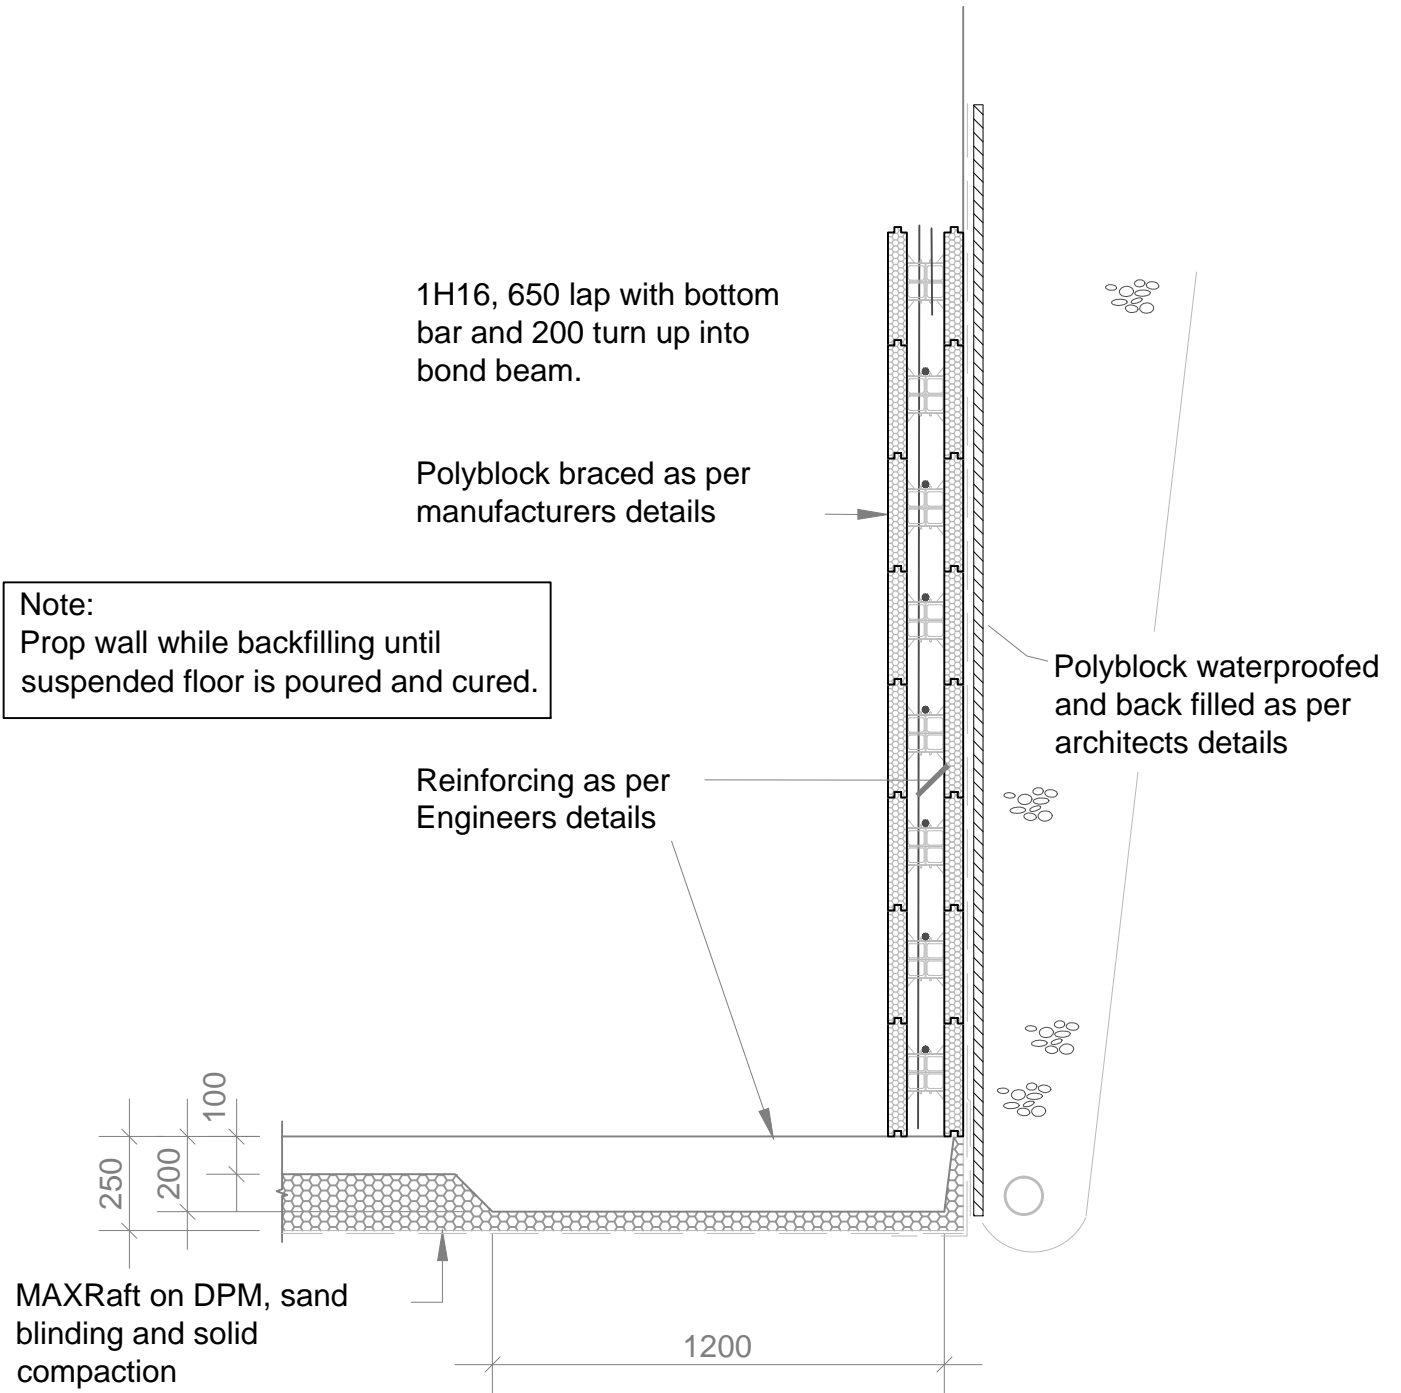 1H16, 650 lap with bottom
bar and 200 turn up into
bond beam.
Polyblock braced as per
manufacturers details
Note:
Prop wall while backfilling until
suspended floor is poured and cured.
Polyblock waterproofed
and back filled as per
architects details
Reinforcing as per
Engineers details
100
200
250
MAXRaft on DPM, sand
blinding and solid
compaction
1200